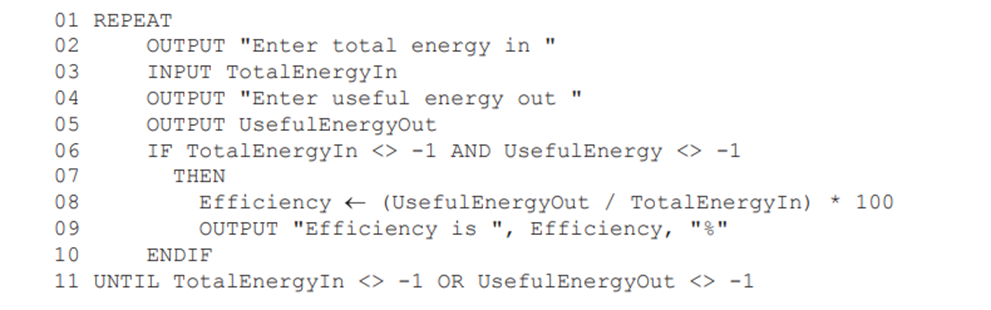 01 REPEAT
02 OUTPUT "Enter total energy in "
03 INPUT TotalEnergyIn
04 OUTPUT "Enter useful energy out "
05 OUTPUT UsefulEnergyOut
06 IF TotalEnergyIn <> -1 AND UsefulEnergy <> -1
07 THEN
08 Efficiency ← (UsefulEnergyOut / TotalEnergyIn) * 100
09 OUTPUT "Efficiency is ", Efficiency, "%"
10 ENDIF
11 UNTIL TotalEnergyIn <> -1 OR UsefulEnergyOut <> -1